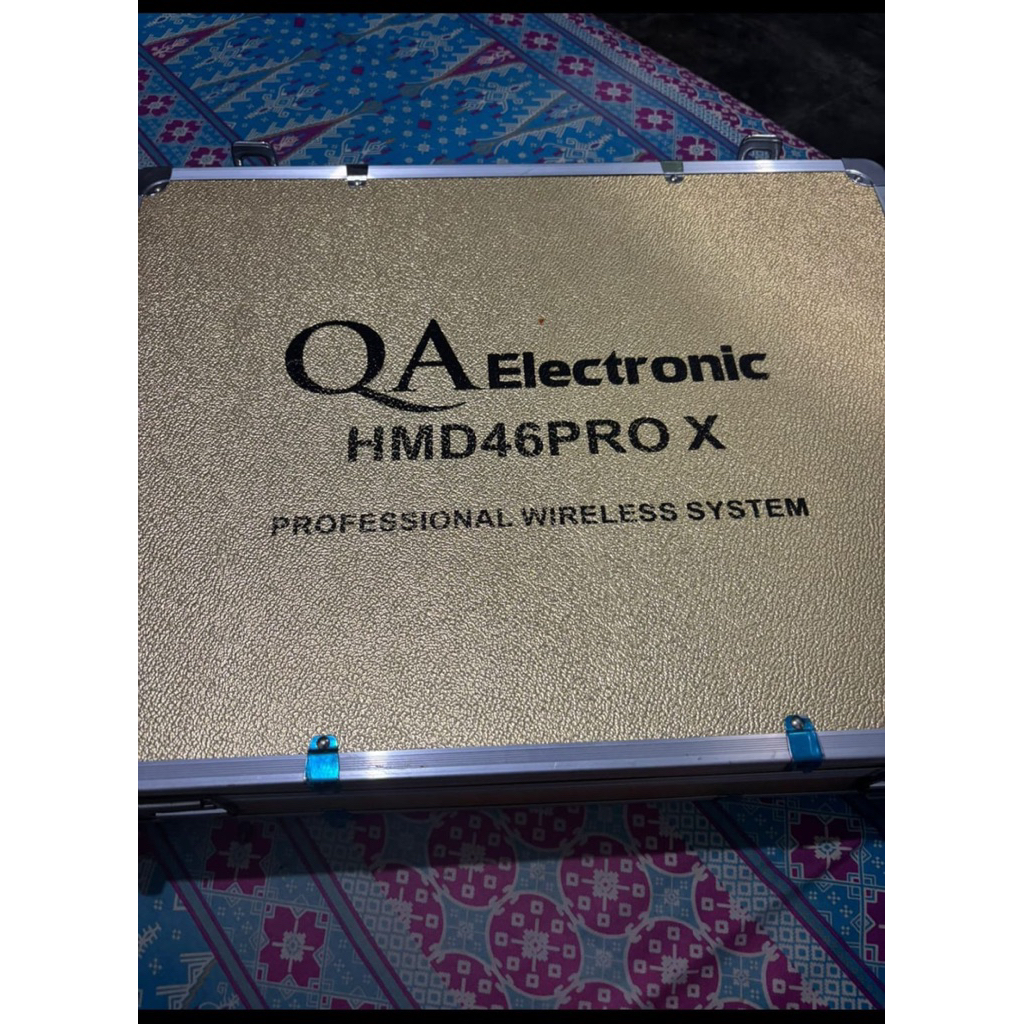 QA Electronic
HMD46PRO X
PROFESSIONAL WIRELESS SYSTEM